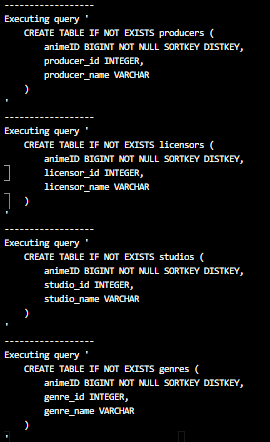 ------------------
Executing query '
CREATE TABLE IF NOT EXISTS producers (
animeID BIGINT NOT NULL SORTKEY DISTKEY,
producer_id INTEGER,
producer_name VARCHAR
)
'
------------------
Executing query '
CREATE TABLE IF NOT EXISTS licensors (
animeID BIGINT NOT NULL SORTKEY DISTKEY,
licensor_id INTEGER,
licensor_name VARCHAR
)
'
------------------
Executing query '
CREATE TABLE IF NOT EXISTS studios (
animeID BIGINT NOT NULL SORTKEY DISTKEY,
studio_id INTEGER,
studio_name VARCHAR
)
'
------------------
Executing query '
CREATE TABLE IF NOT EXISTS genres (
animeID BIGINT NOT NULL SORTKEY DISTKEY,
genre_id INTEGER,
genre_name VARCHAR
)
'